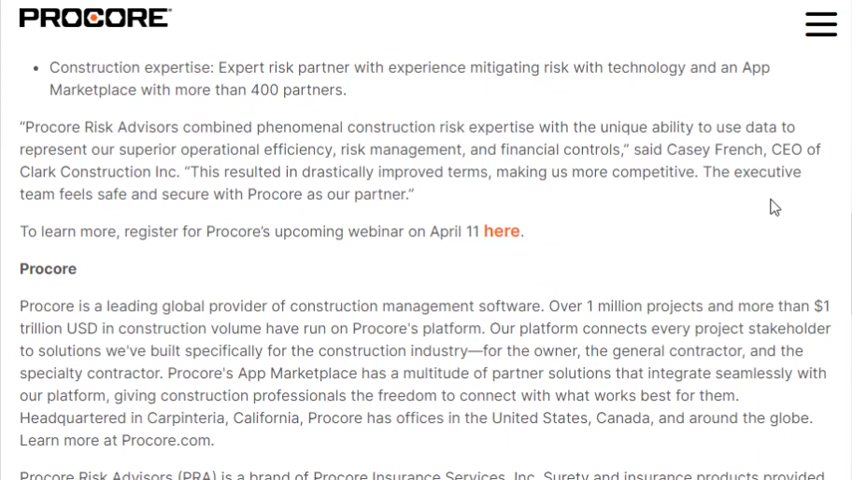 PROCORE
• Construction expertise: Expert risk partner with experience mitigating risk with technology and an App
Marketplace with more than 400 partners.
“Procore Risk Advisors combined phenomenal construction risk expertise with the unique ability to use data to
represent our superior operational efficiency, risk management, and financial controls,” said Casey French, CEO of
Clark Construction Inc. “This resulted in drastically improved terms, making us more competitive. The executive
team feels safe and secure with Procore as our partner.”
To learn more, register for Procore’s upcoming webinar on April 11 here.
Procore
Procore is a leading global provider of construction management software. Over 1 million projects and more than $1
trillion USD in construction volume have run on Procore's platform. Our platform connects every project stakeholder
to solutions we've built specifically for the construction industry—for the owner, the general contractor, and the
specialty contractor. Procore's App Marketplace has a multitude of partner solutions that integrate seamlessly with
our platform, giving construction professionals the freedom to connect with what works best for them.
Headquartered in Carpinteria, California, Procore has offices in the United States, Canada, and around the globe.
Learn more at Procore.com.
Procore Risk Advisors (PRA) is a brand of Procore Insurance Services, Inc. Surety and insurance products provided